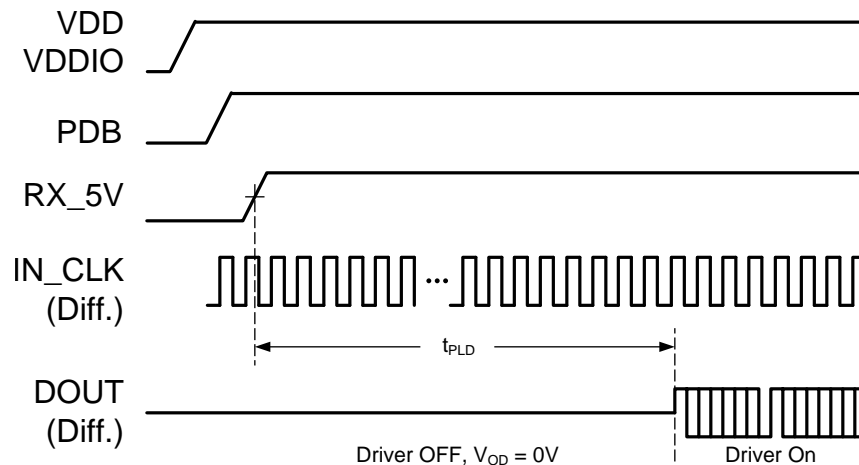 VDD
VDDIO
PDB
RX_5V
IN_CLK
(Diff.)
...
tPLD
DOUT
(Diff.)
Driver OFF, VOD = 0V
Driver On